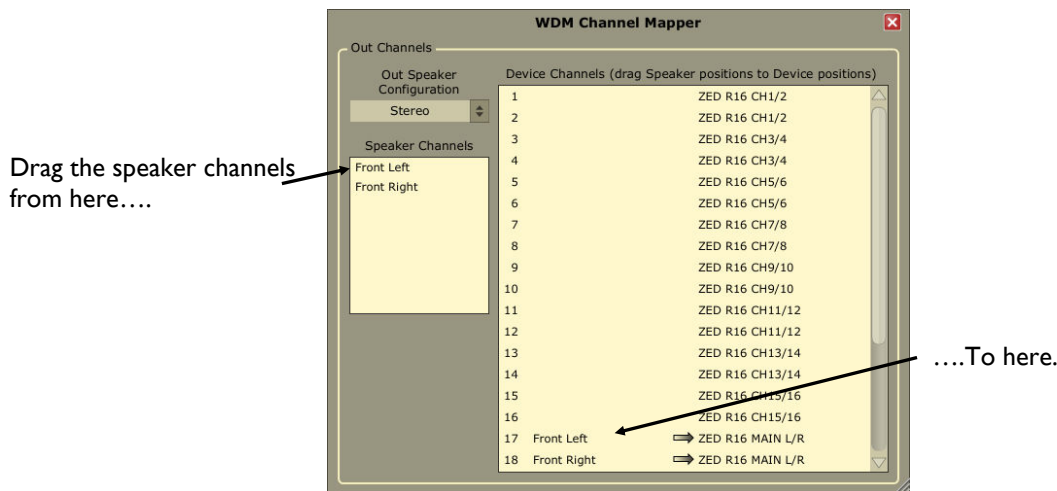 WDM Channel Mapper
Out Channels
Out Speaker
Configuration
Stereo
Speaker Channels
Front Left
Front Right
Device Channels (drag Speaker positions to Device positions)
1 ZED R16 CH1/2
2 ZED R16 CH1/2
3 ZED R16 CH3/4
4 ZED R16 CH3/4
5 ZED R16 CH5/6
6 ZED R16 CH5/6
7 ZED R16 CH7/8
8 ZED R16 CH7/8
9 ZED R16 CH9/10
10 ZED R16 CH9/10
11 ZED R16 CH11/12
12 ZED R16 CH11/12
13 ZED R16 CH13/14
14 ZED R16 CH13/14
15 ZED R16 CH15/16
16 ZED R16 CH15/16
17 Front Left ZED R16 MAIN L/R
18 Front Right ZED R16 MAIN L/R
Drag the speaker channels
from here….
….To here.